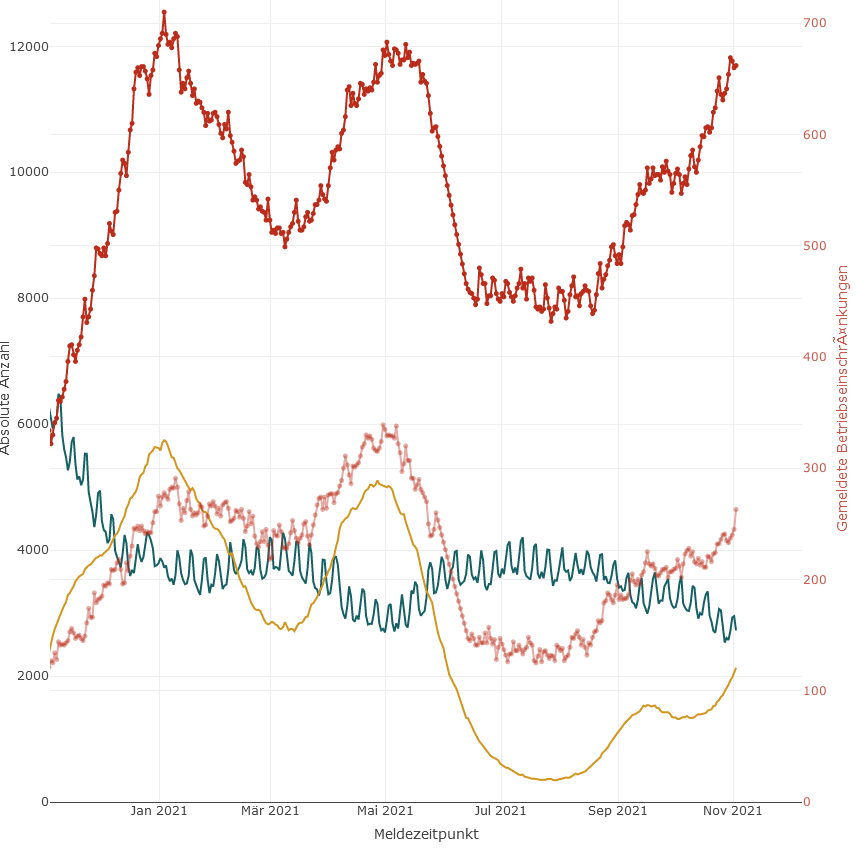 12000
10000
8000
6000
4000
2000
0
Absolute Anzahl
700
600
500
400
300
200
100
0
Gemeldete BetriebseinschrÃ¤nkungen
Jan 2021
Mär 2021
Mai 2021
Jul 2021
Sep 2021
Nov 2021
Meldezeitpunkt